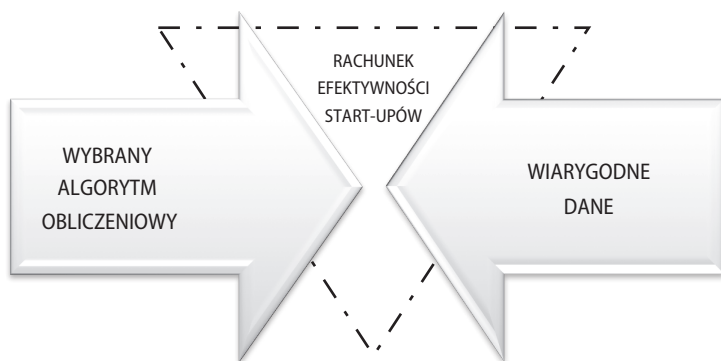 RACHUNEK
EFEKTYWNOŚCI
START-UPÓW
WYBRANY
ALGORYTM
OBLICZENIOWY
WIARYGODNE
DANE